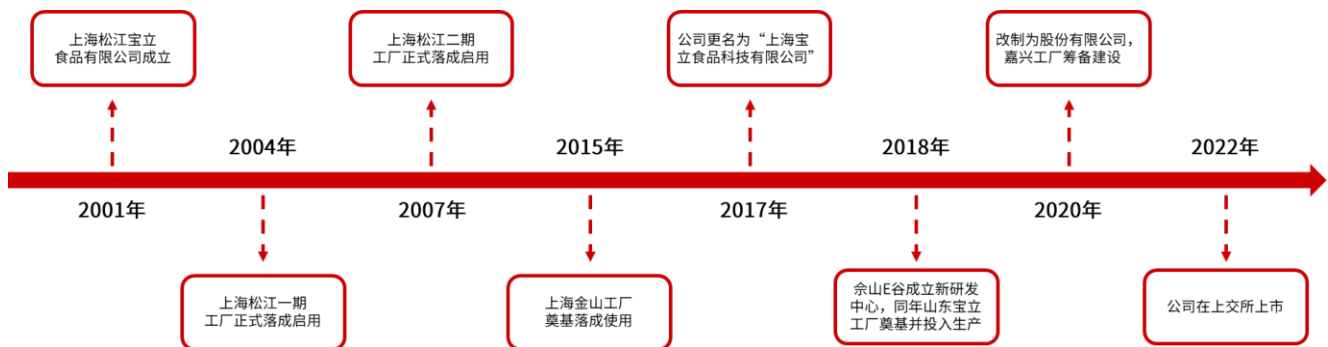 上海松江宝立
食品有限公司成立
上海松江二期
工厂正式落成启用
公司更名为“上海宝
立食品科技有限公司”
改制为股份有限公司,
嘉兴工厂筹备建设
2004年
2015年
2018年
2022年
2001年
2007年
2017年
2020年
上海松江一期
工厂正式落成启用
上海金山工厂
奠基落成使用
佘山E谷成立新研发
中心,同年山东宝立
工厂奠基并投入生产
公司在上交所上市